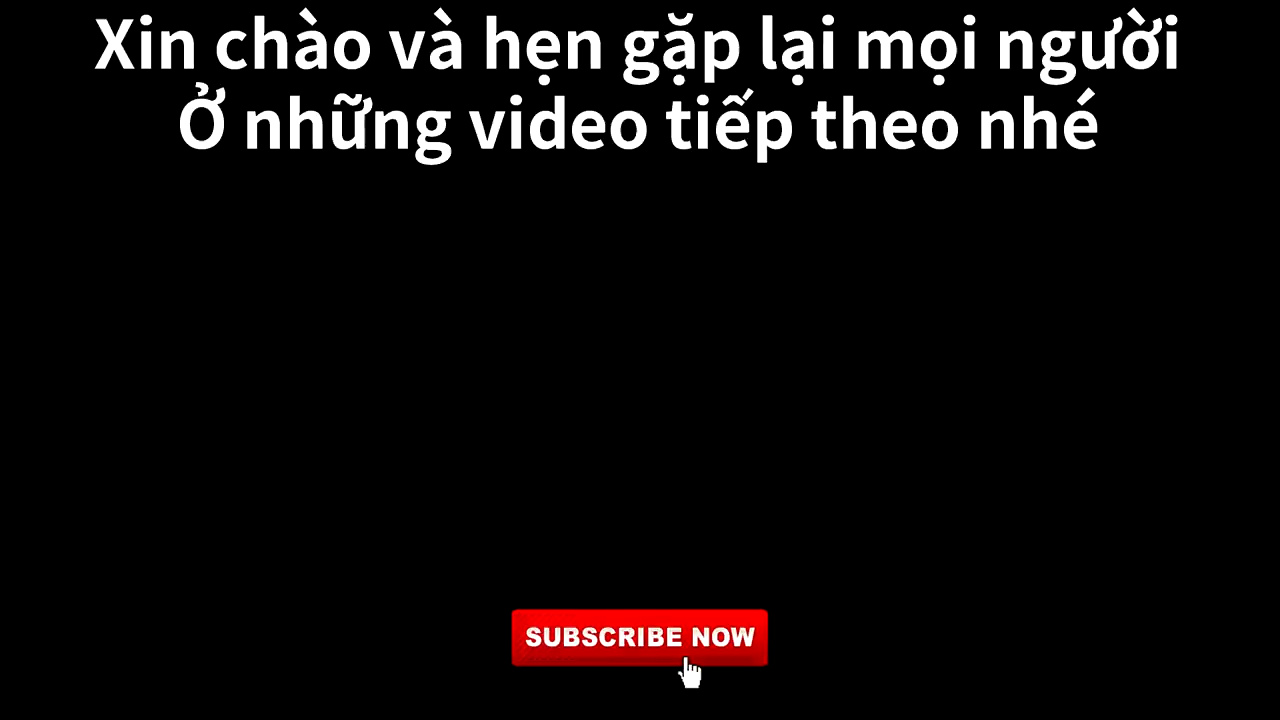 Xin chào và hẹn gặp lại mọi người
Ở những video tiếp theo nhé
SUBSCRIBE NOW